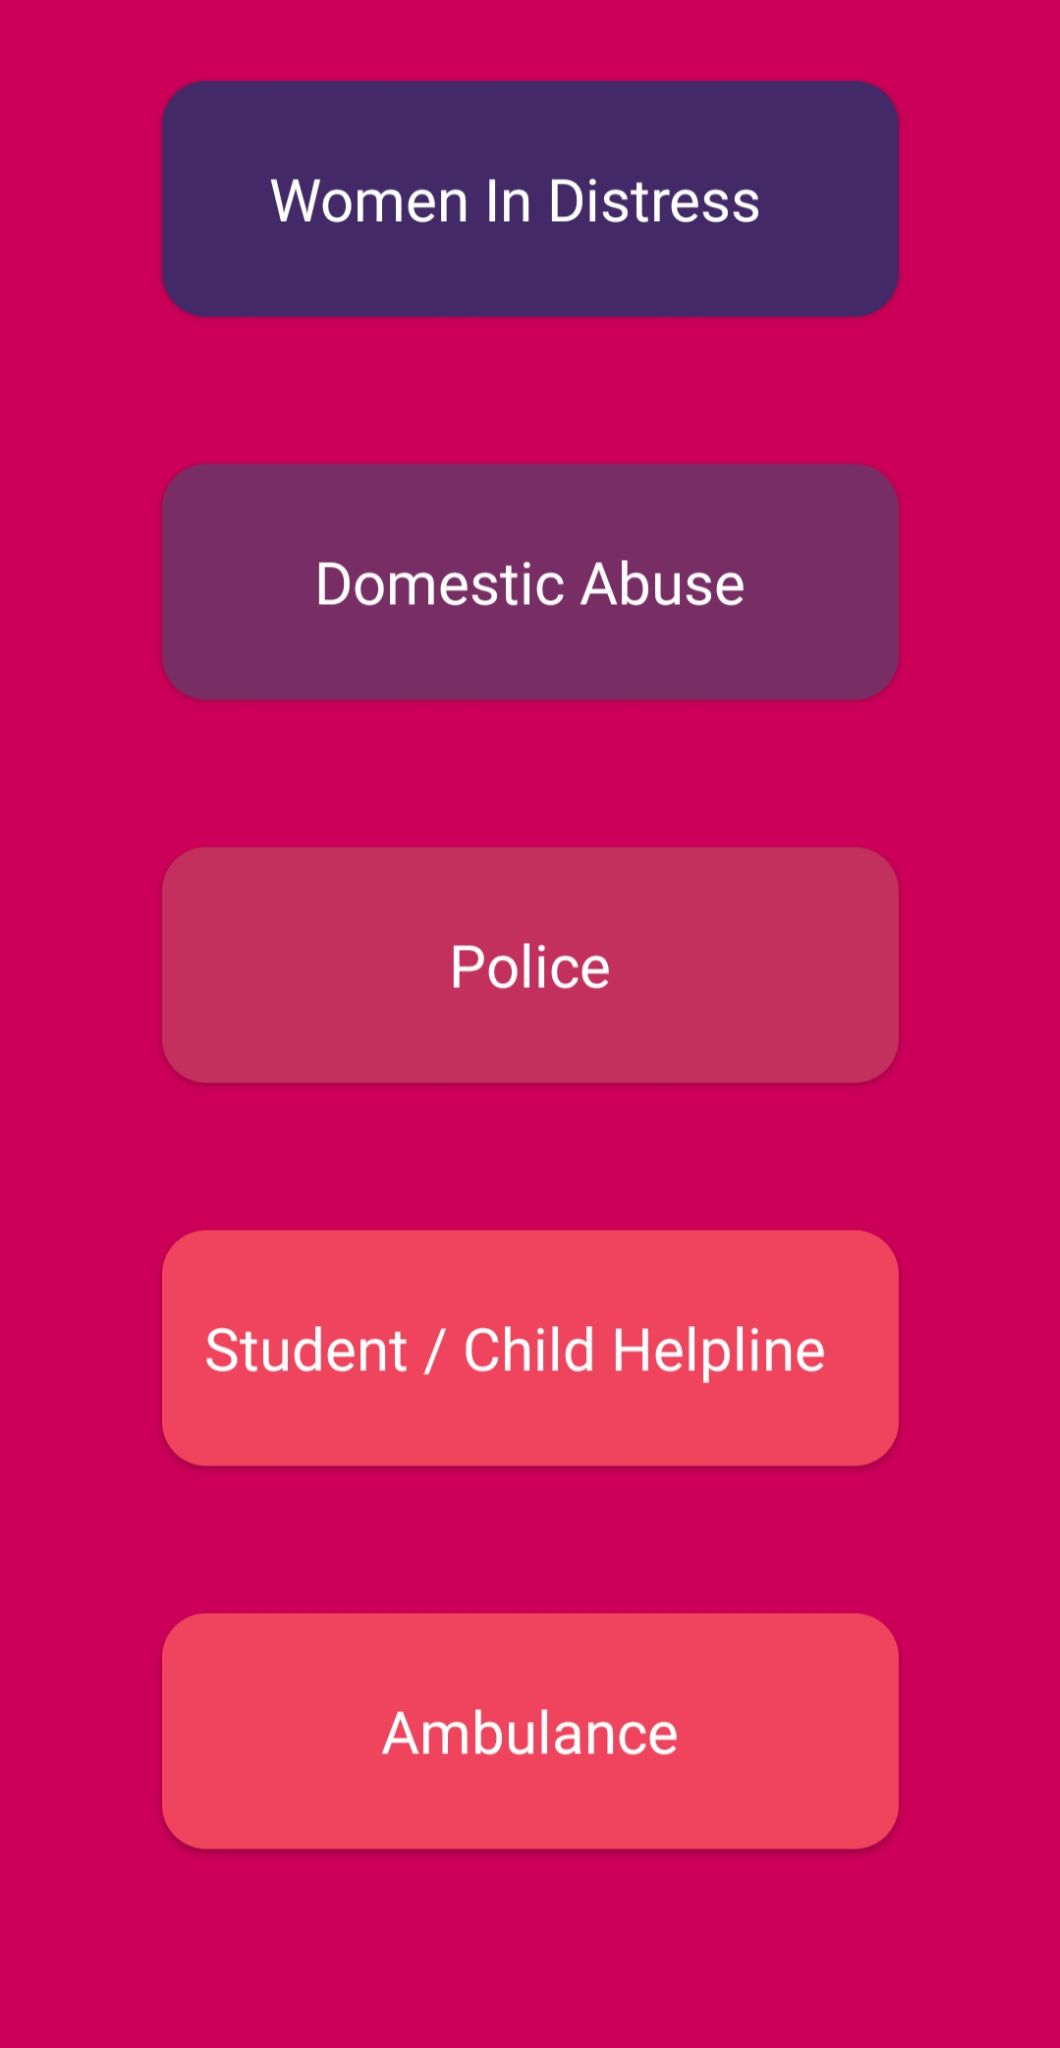 Women In Distress
Domestic Abuse
Police
Student / Child Helpline
Ambulance